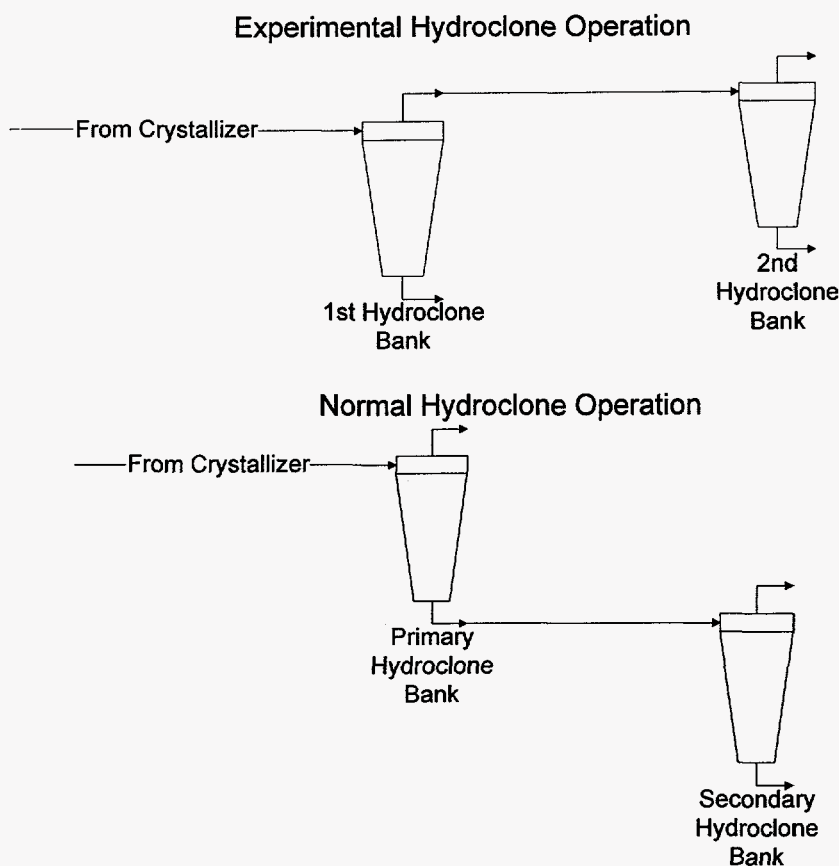 Experimental Hydroclone Operation
From Crystallizer
1st Hydroclone
Bank
2nd
Hydroclone
Bank
Normal Hydroclone Operation
From Crystallizer
Primary
Hydroclone
Bank
Secondary
Hydroclone
Bank